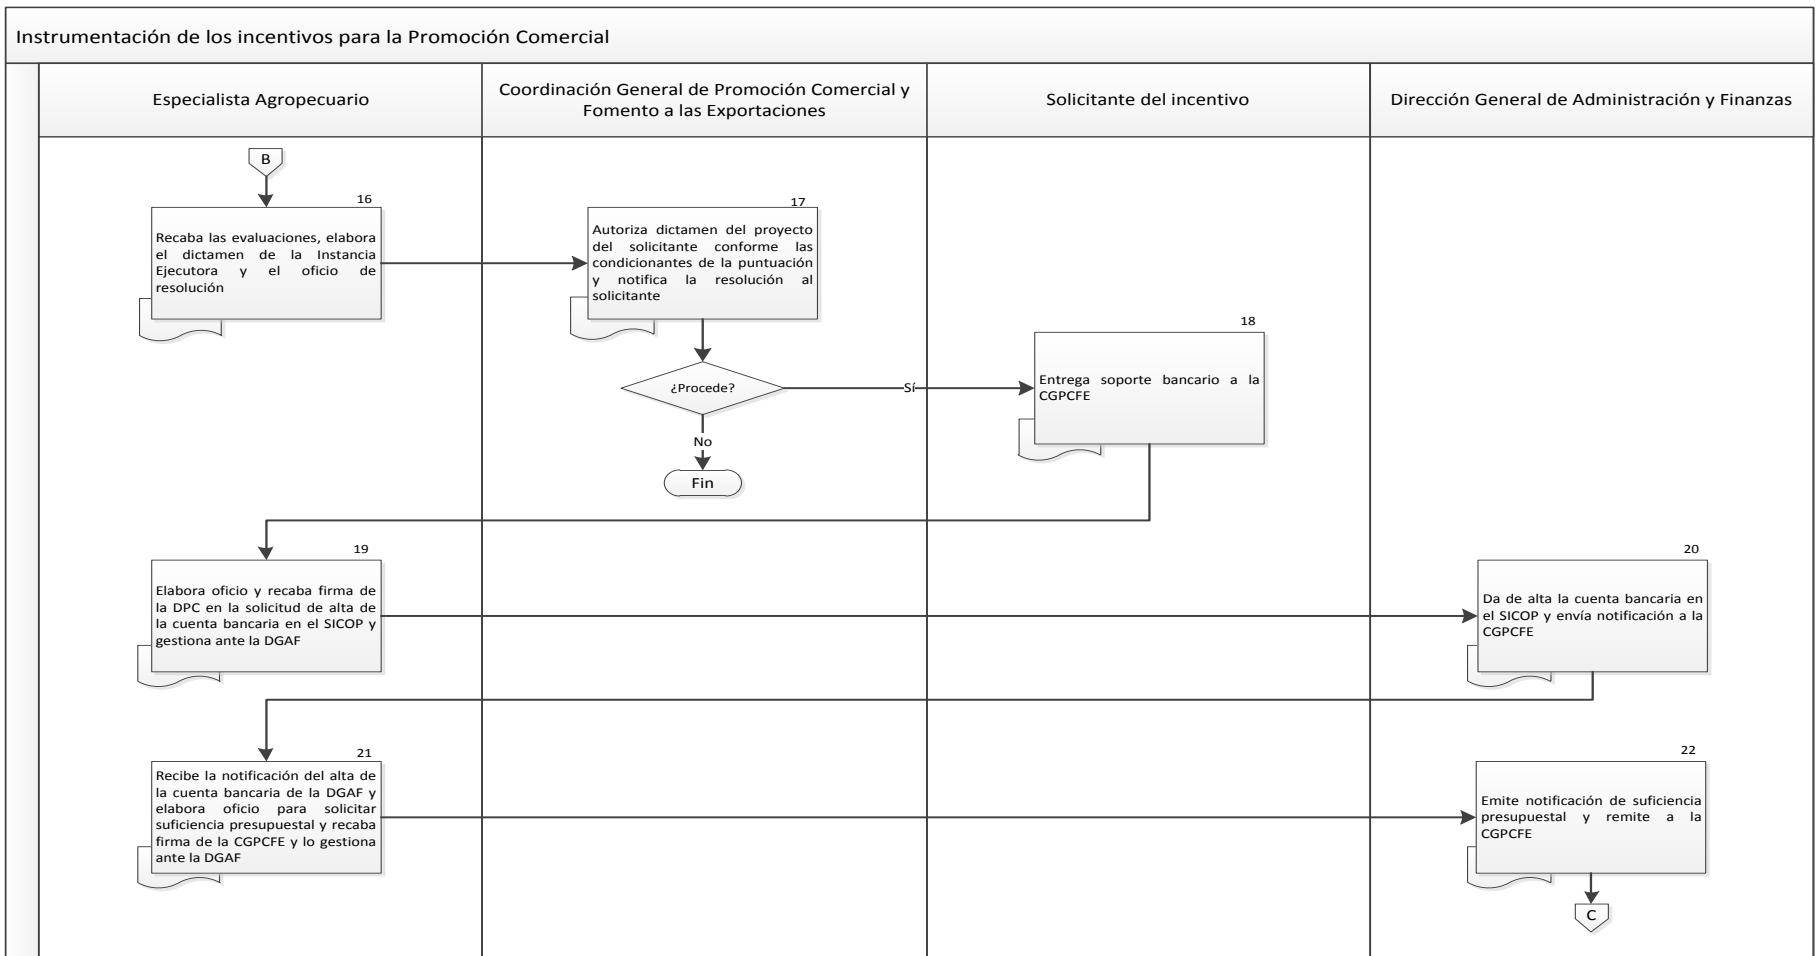 Instrumentación de los incentivos para la Promoción Comercial
Especialista Agropecuario
Coordinación General de Promoción Comercial y
Fomento a las Exportaciones
Solicitante del incentivo
Dirección General de Administración y Finanzas
B
16
Recaba las evaluaciones, elabora
el dictamen de la Instancia
Ejecutora y el oficio de
resolución
17
Autoriza dictamen del proyecto
del solicitante conforme las
condicionantes de la puntuación
y notifica la resolución al
solicitante
¿Procede?
Sí
No
Fin
18
Entrega soporte bancario a la
CGPCFE
19
Elabora oficio y recaba firma de
la DPC en la solicitud de alta de
la cuenta bancaria en el SICOP y
gestiona ante la DGAF
20
Da de alta la cuenta bancaria en
el SICOP y envía notificación a la
CGPCFE
21
Recibe la notificación del alta de
la cuenta bancaria de la DGAF y
elabora oficio para solicitar
suficiencia presupuestal y recaba
firma de la CGPCFE y lo gestiona
ante la DGAF
22
Emite notificación de suficiencia
presupuestal y remite a la
CGPCFE
C